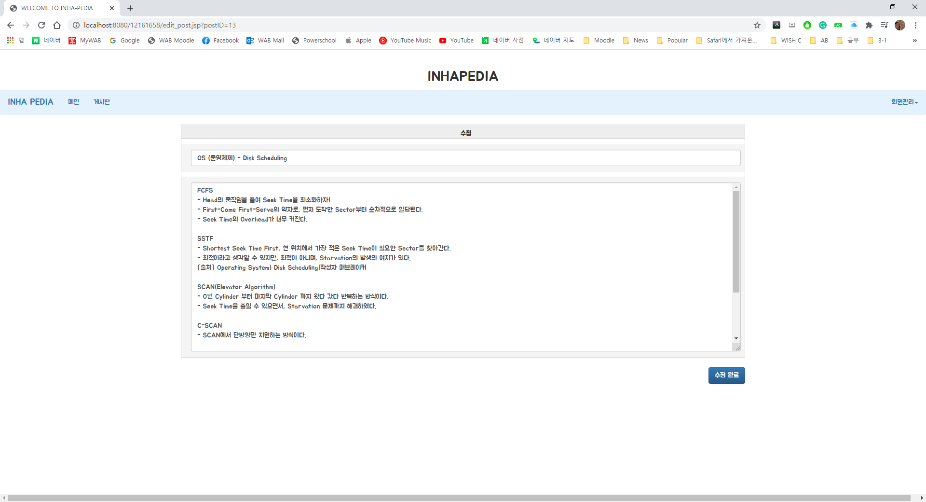 WELCOME TO INHA-PEDIA
localhost:8080/12161658/edit_post.jsp?postID=13
앱
네이버
MyWAB
Google
WAB Moodle
Facebook
WAB Mail
Powerschool
Apple
YouTube Music
YouTube
네이버 사전
네이버 지도
Moodle
News
Popular
Safari에서 가져온...
WISH C
AB
공부
3-1
INHAPEDIA
INHA PEDIA
메인
게시판
회원관리
수정
OS (운영체제) - Disk Scheduling
FCFS
- Head의 움직임을 줄여 Seek Time을 최소화하자!
- First-Come First-Serve의 약자로, 먼저 도착한 Sector부터 순차적으로 할당된다.
- Seek Time의 Overhead가 너무 커진다.
SSTF
- Shortest Seek Time First, 현 위치에서 가장 적은 Seek Time이 필요한 Sector를 찾아간다.
- 최적이라고 생각할 수 있지만, 최적이 아니며, Starvation의 발생의 여지가 있다.
[출처] Operating System) Disk Scheduling|작성자
SCAN(Elevator Algorithm)
- 0번 Cylinder 부터 마지막 Cylinder 까지 왔다 갔다 반복하는 방식이다.
- Seek Time을 줄일 수 있으면서, Starvation 문제까지 해결하였다.
C-SCAN
- SCAN에서 단방향만 지원하는 방식이다.
수정 완료